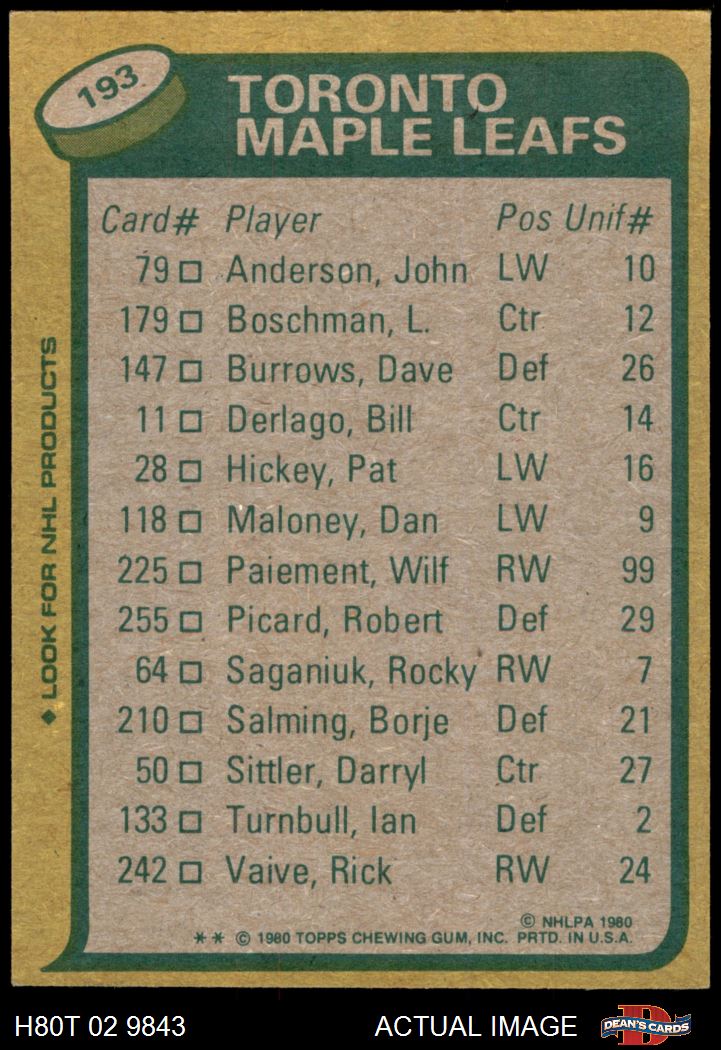 193
TORONTO
MAPLE LEAFS
Card# Player Pos Unif#
79 □ Anderson, John LW 10
179 □ Boschman, L. Ctr 12
147 □ Burrows, Dave Def 26
11 □ Derlago, Bill Ctr 14
28 □ Hickey, Pat LW 16
118 □ Maloney, Dan LW 9
225 □ Paiement, Wilf RW 99
255 □ Picard, Robert Def 29
64 □ Saganiuk, Rocky RW 7
210 □ Salming, Borje Def 21
50 □ Sittler, Darryl Ctr 27
133 □ Turnbull, Ian Def 2
242 □ Vaive, Rick RW 24
© NHLPA 1980
** © 1980 TOPPS CHEWING GUM, INC. PRTD. IN U.S.A.
◆ LOOK FOR NHL PRODUCTS
H80T 02 9843 ACTUAL IMAGE DEAN'S CARDS